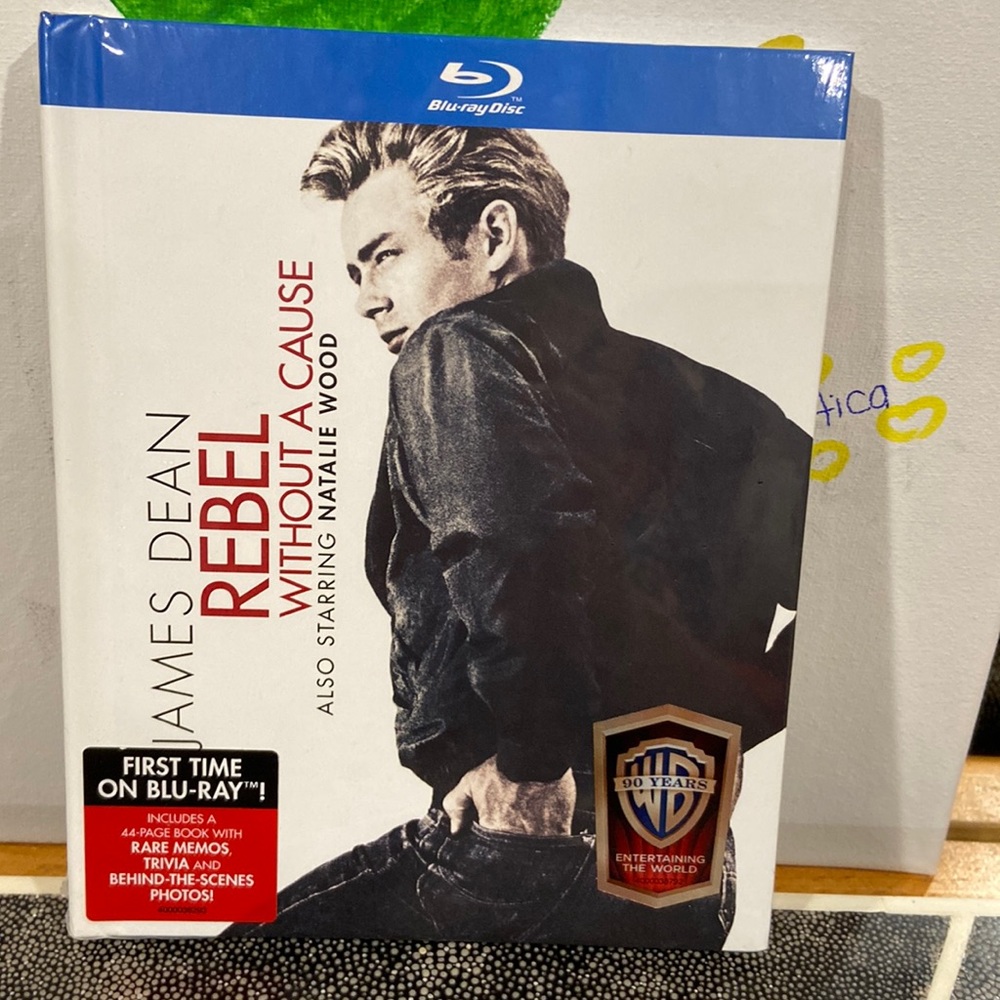 Blu-ray Disc™
JAMES DEAN
REBEL
WITHOUT A CAUSE
ALSO STARRING NATALIE WOOD
tica
FIRST TIME
ON BLU-RAY™!
INCLUDES A
44-PAGE BOOK WITH
RARE MEMOS,
TRIVIA AND
BEHIND-THE-SCENES
PHOTOS!
WB
90 YEARS
ENTERTAINING
THE WORLD